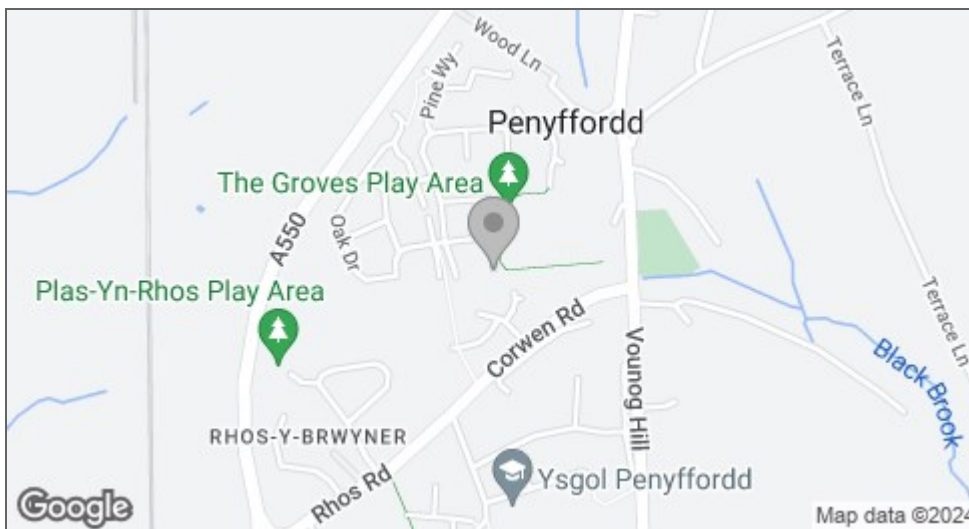 Wood Ln
Pine Wy
Terrace Ln
Penyffordd
The Groves Play Area
A550
Oak Dr
Plas-Yn-Rhos Play Area
Terrace Ln
Corwen Rd
Vounog Hill
Black Brook
RHOS-Y-BRWYNER
Rhos Rd
Ysgol Penyffordd
Google
Map data ©2024